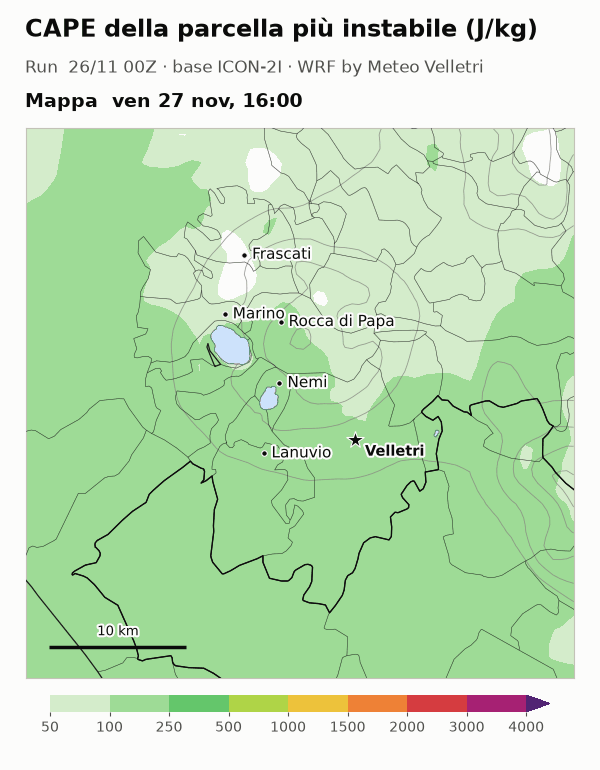 CAPE della parcella più instabile (J/kg)
Run  26/11 00Z · base ICON-2I · WRF by Meteo Velletri
Mappa  ven 27 nov, 16:00
Frascati
Marino
Rocca di Papa
Nemi
Velletri
Lanuvio
10 km
50 100 250 500 1000 1500 2000 3000 4000